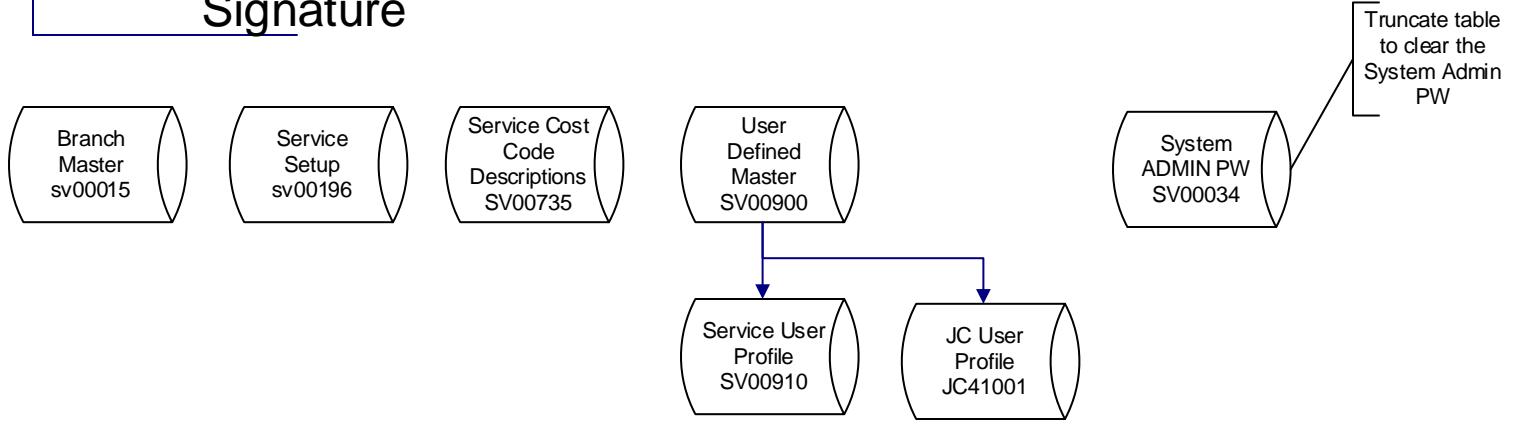 Signature
Truncate table
to clear the
System Admin
PW
Branch
Master
sv00015
Service
Setup
sv00196
Service Cost
Code
Descriptions
SV00735
User
Defined
Master
SV00900
System
ADMIN PW
SV00034
Service User
Profile
SV00910
JC User
Profile
JC41001